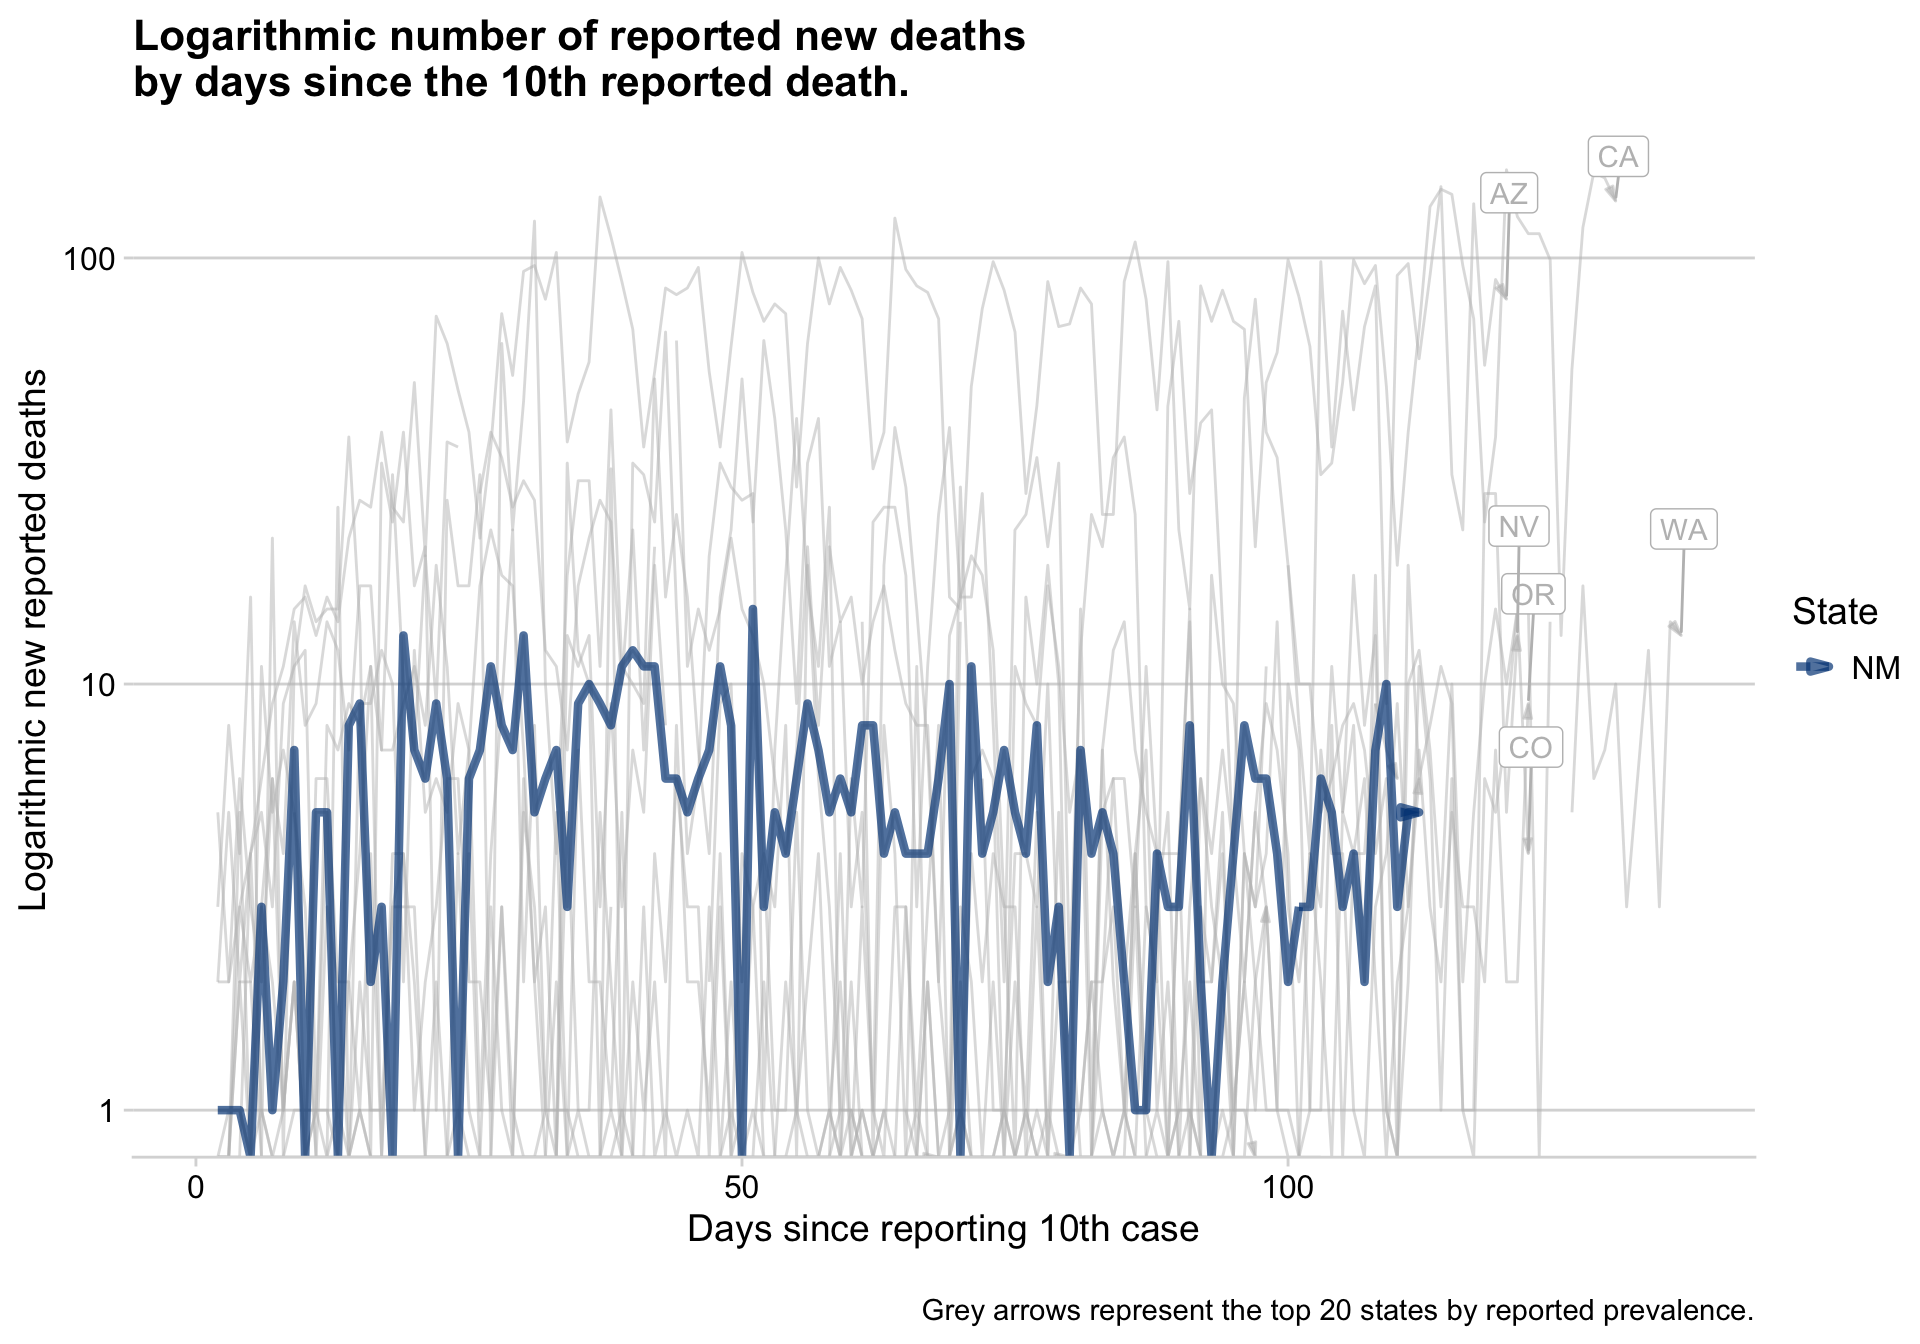 Logarithmic number of reported new deaths
by days since the 10th reported death.
CA
AZ
100
NV
WA
OR
State
NM
10
CO
1
Logarithmic new reported deaths
0
50
100
Days since reporting 10th case
Grey arrows represent the top 20 states by reported prevalence.